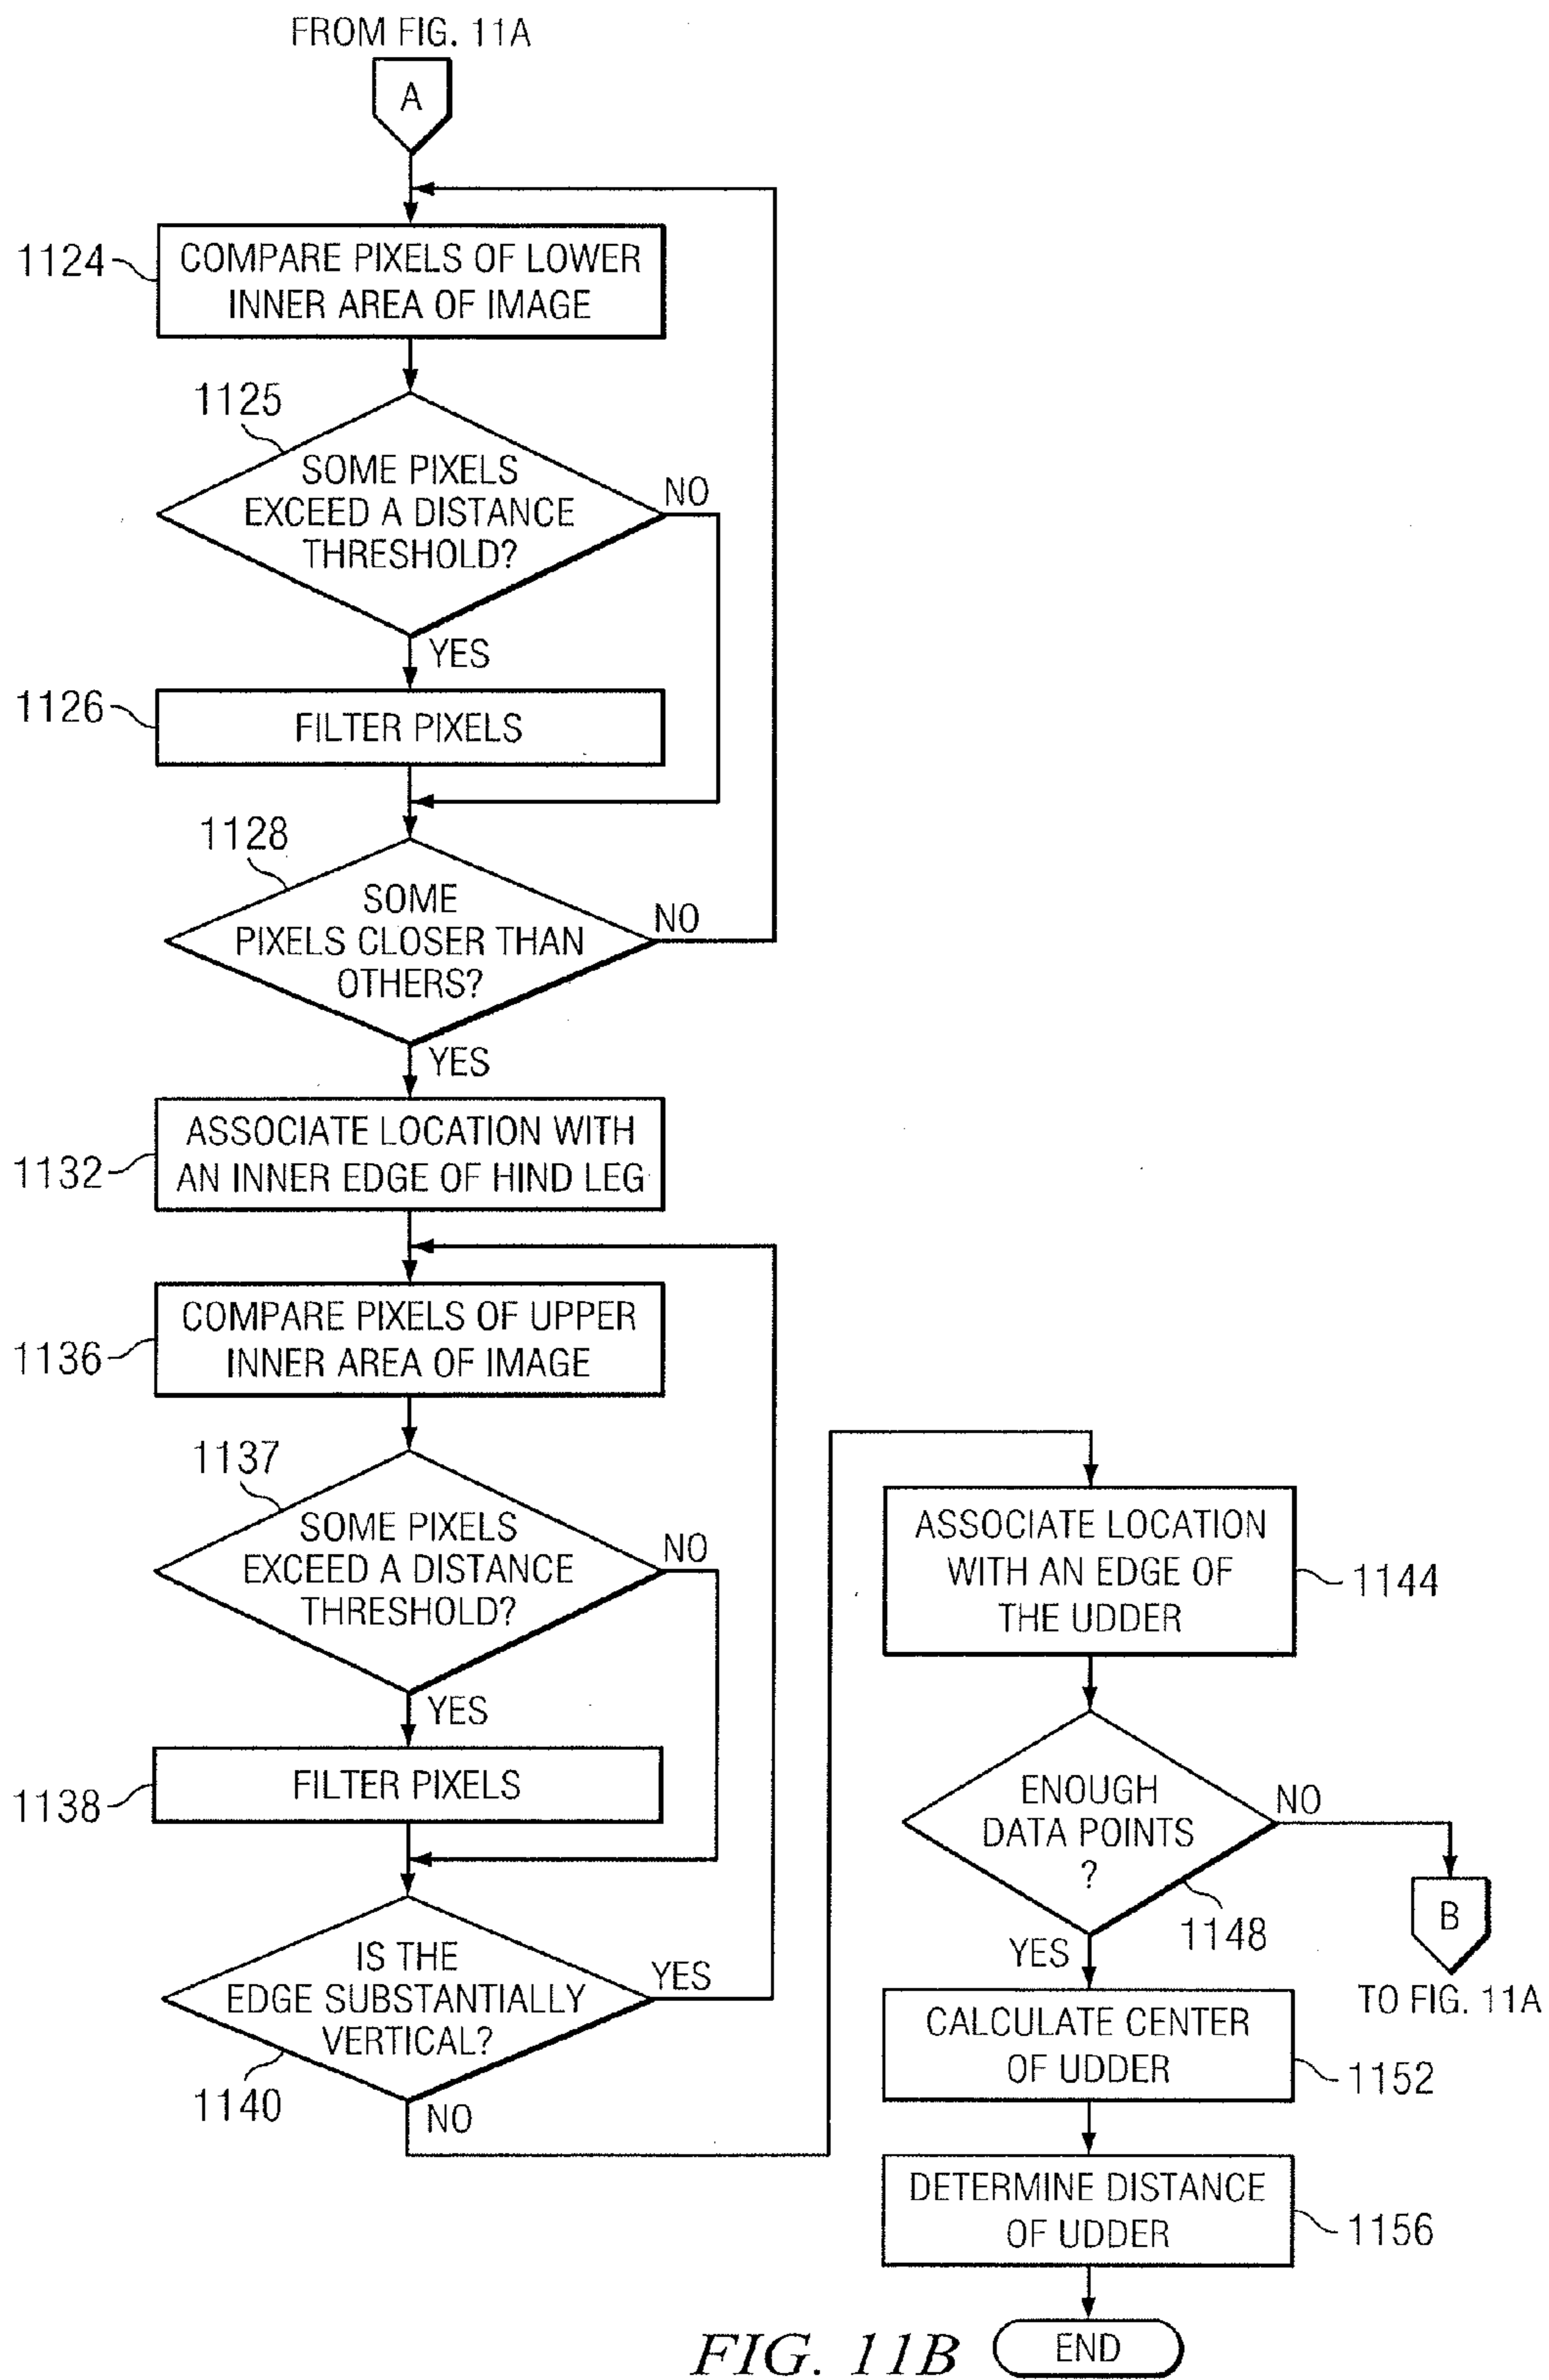 FROM FIG. 11A
A
1124
COMPARE PIXELS OF LOWER
INNER AREA OF IMAGE
1125
SOME PIXELS
EXCEED A DISTANCE
THRESHOLD?
NO
YES
1126
FILTER PIXELS
1128
SOME
PIXELS CLOSER THAN
OTHERS?
NO
YES
1132
ASSOCIATE LOCATION WITH
AN INNER EDGE OF HIND LEG
1136
COMPARE PIXELS OF UPPER
INNER AREA OF IMAGE
1137
SOME PIXELS
EXCEED A DISTANCE
THRESHOLD?
NO
YES
1138
FILTER PIXELS
IS THE
EDGE SUBSTANTIALLY
VERTICAL?
YES
1140
NO
ASSOCIATE LOCATION
WITH AN EDGE OF
THE UDDER
1144
ENOUGH
DATA POINTS
?
NO
1148
YES
B
TO FIG. 11A
CALCULATE CENTER
OF UDDER
1152
DETERMINE DISTANCE
OF UDDER
1156
END
FIG. 11B